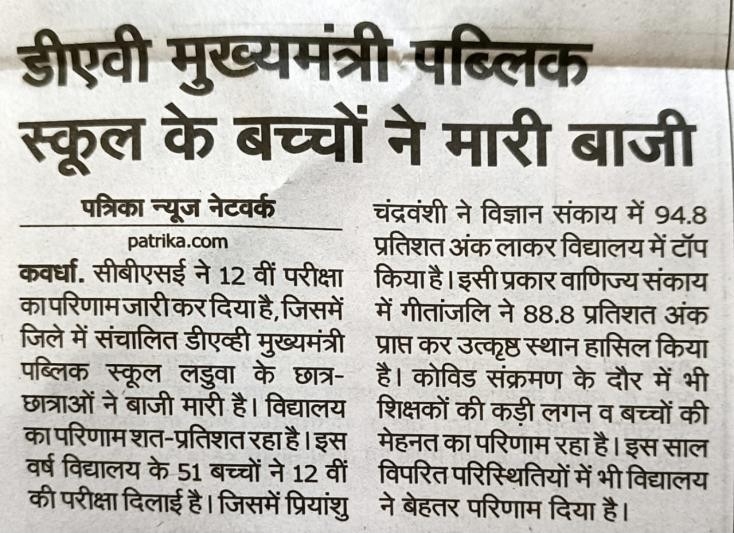 डीएवी मुख्यमंत्री पब्लिक
स्कूल के बच्चों ने मारी बाजी
पत्रिका न्यूज नेटवर्क
patrika.com
कवर्धा. सीबीएसई ने 12 वीं परीक्षा
का परिणाम जारी कर दिया है, जिसमें
जिले में संचालित डीएव्ही मुख्यमंत्री
पब्लिक स्कूल लडुवा के छात्र-
छात्राओं ने बाजी मारी है। विद्यालय
का परिणाम शत-प्रतिशत रहा है। इस
वर्ष विद्यालय के 51 बच्चों ने 12 वीं
की परीक्षा दिलाई है। जिसमें प्रियांशु
चंद्रवंशी ने विज्ञान संकाय में 94.8
प्रतिशत अंक लाकर विद्यालय में टॉप
किया है। इसी प्रकार वाणिज्य संकाय
में गीतांजलि ने 88.8 प्रतिशत अंक
प्राप्त कर उत्कृष्ठ स्थान हासिल किया
है। कोविड संक्रमण के दौर में भी
शिक्षकों की कड़ी लगन व बच्चों की
मेहनत का परिणाम रहा है। इस साल
विपरित परिस्थितियों में भी विद्यालय
ने बेहतर परिणाम दिया है।